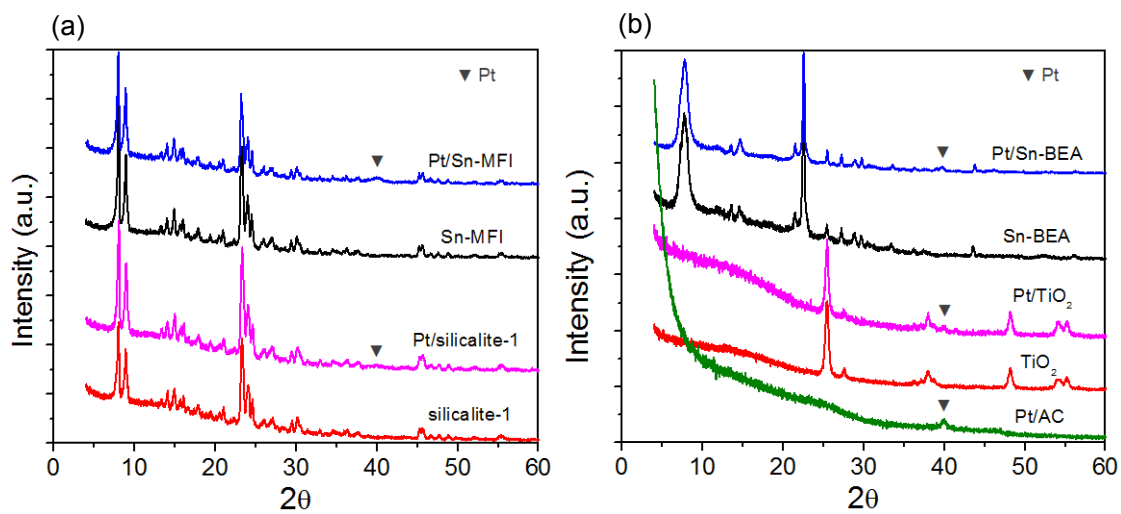 (a)
▼ Pt
Pt/Sn-MFI
Sn-MFI
Pt/silicalite-1
silicalite-1
Intensity (a.u.)
0 10 20 30 40 50 60
2θ
(b)
▼ Pt
Pt/Sn-BEA
Sn-BEA
Pt/TiO₂
TiO₂
Pt/AC
Intensity (a.u.)
0 10 20 30 40 50 60
2θ